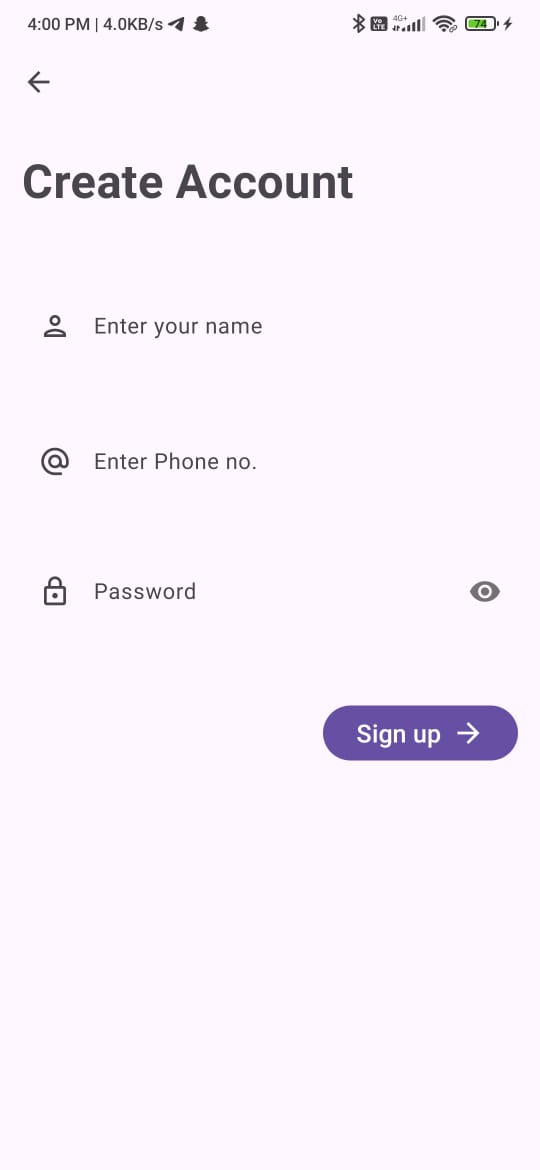 4:00 PM | 4.0KB/s Vo LTE 4G+ 74
Create Account
Enter your name
Enter Phone no.
Password
Sign up